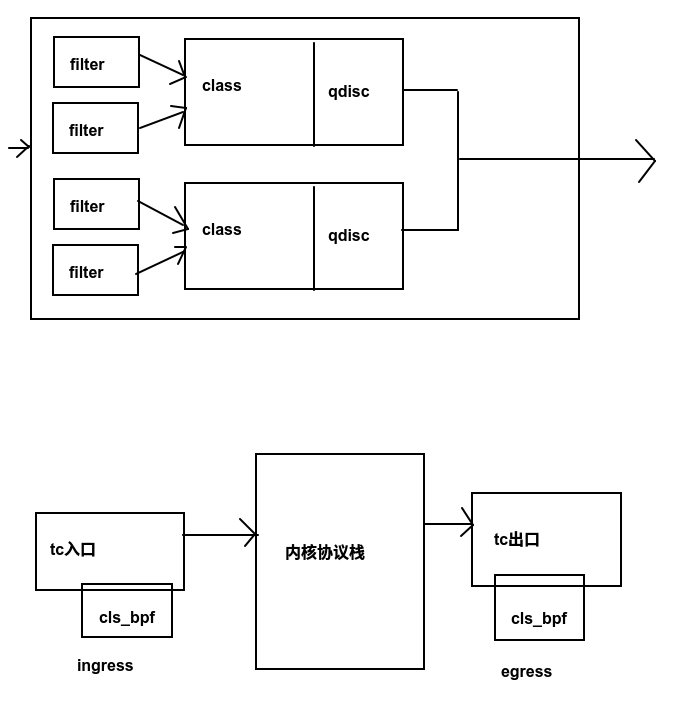 filter
class
qdisc
filter
filter
class
qdisc
filter
tc入口
内核协议栈
tc出口
cls_bpf
cls_bpf
ingress
egress